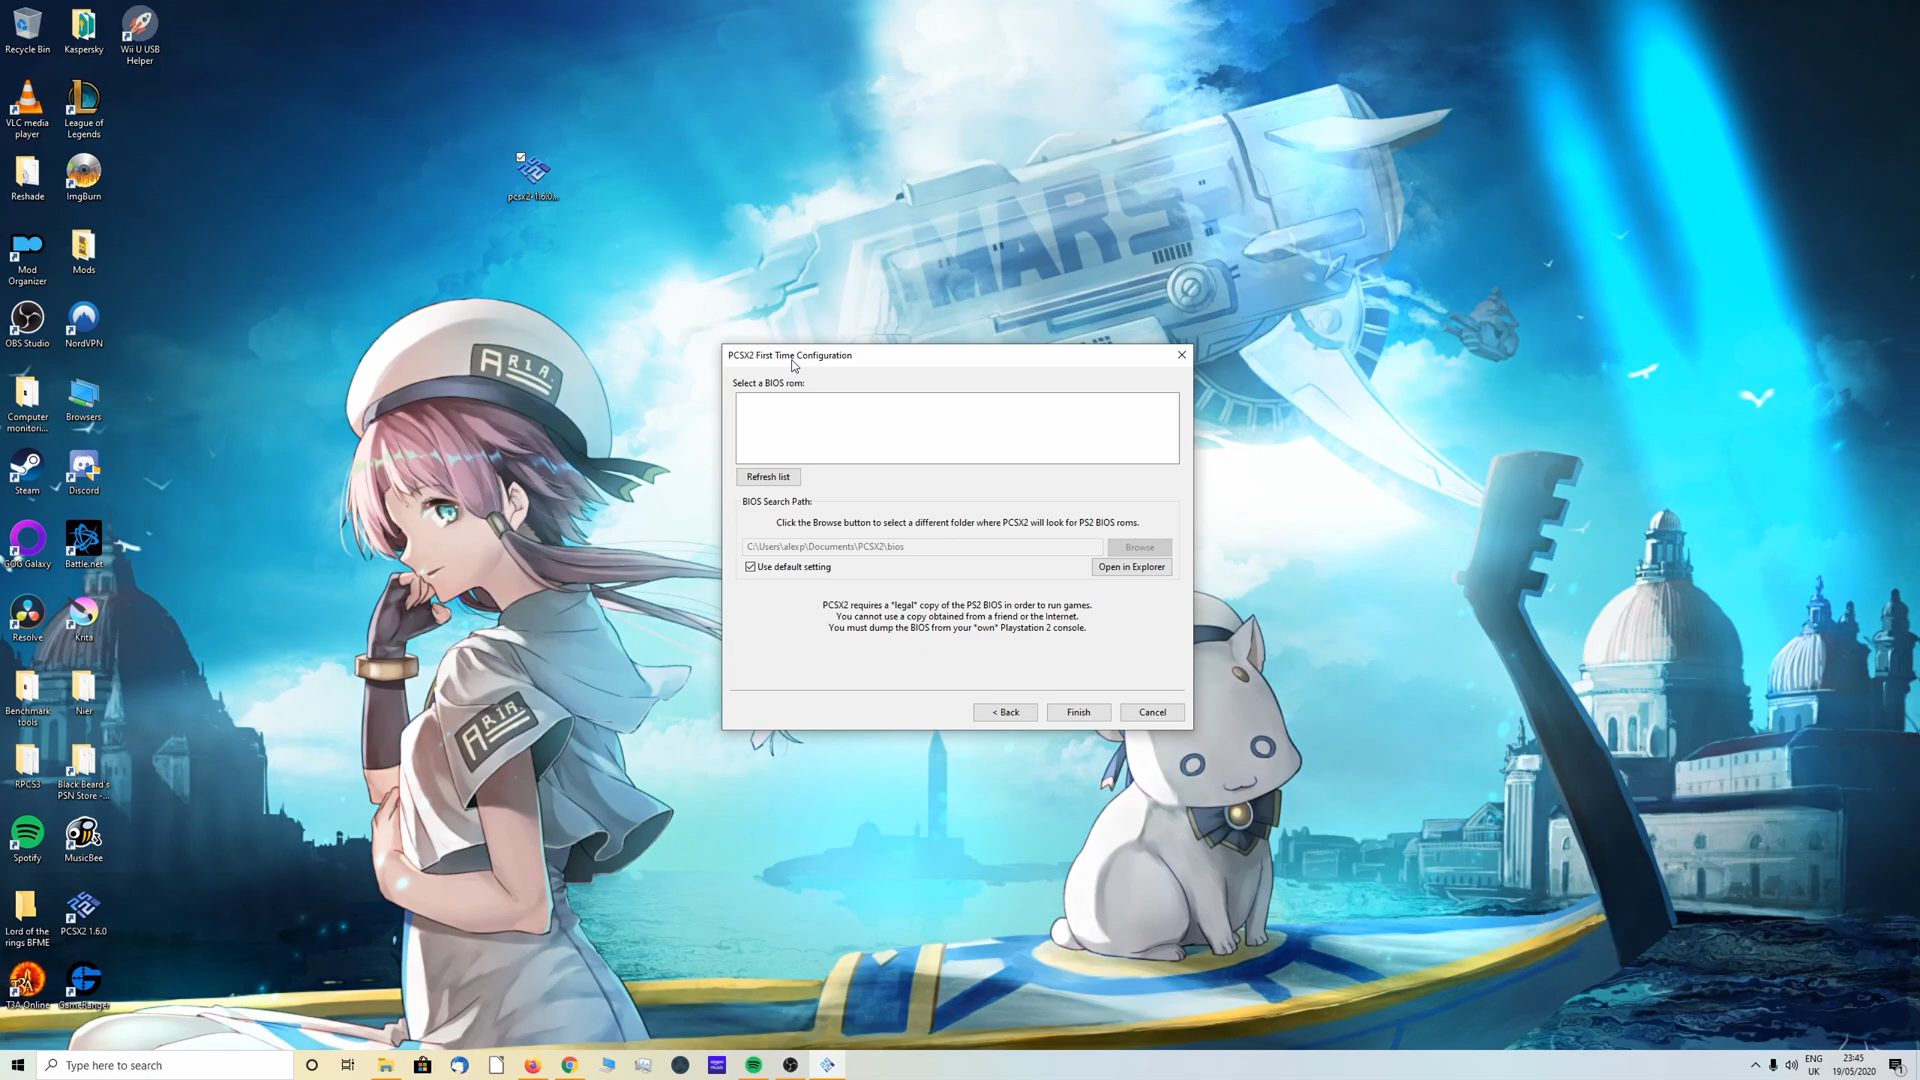 Recycle Bin
Kaspersky
Wii U USB
Helper
VLC media
player
League of
Legends
Reshade
ImgBurn
Mod
Organizer
Mods
OBS Studio
NordVPN
Computer
monitori...
Browsers
Steam
Discord
GOG Galaxy
Battle.net
Resolve
Krita
Benchmark
tools
Nier
RPCS3
Black Beard's
PSN Store -...
Spotify
MusicBee
Lord of the
rings BFME
PCSX2 1.6.0
T3A Online
GameRanger
pcsx2-1.6.0...
MARS
ARIA.
ARIA.
PCSX2 First Time Configuration
Select a BIOS rom:
Refresh list
BIOS Search Path:
Click the Browse button to select a different folder where PCSX2 will look for PS2 BIOS roms.
C:\Users\alexp\Documents\PCSX2\bios
Browse
Use default setting
Open in Explorer
PCSX2 requires a *legal* copy of the PS2 BIOS in order to run games.
You cannot use a copy obtained from a friend or the Internet.
You must dump the BIOS from your *own* Playstation 2 console.
< Back
Finish
Cancel
Type here to search
ENG
UK
23:45
19/05/2020